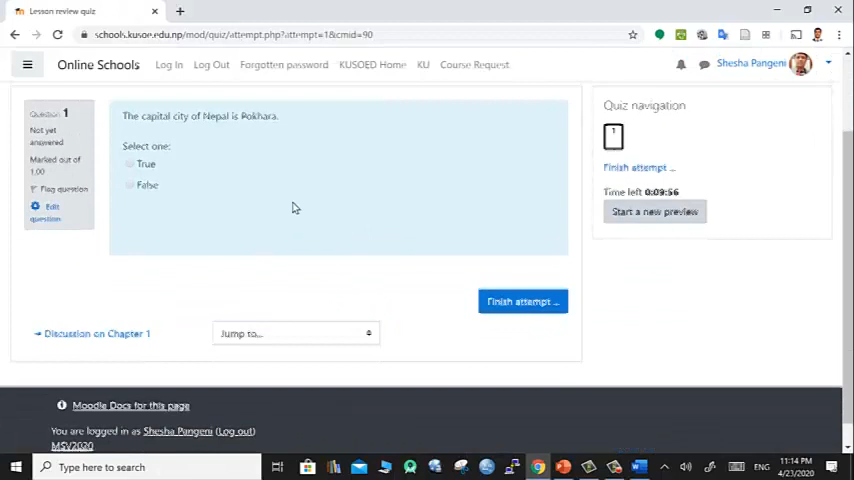 Lesson review quiz
schools.kusoe.edu.np/mod/quiz/attempt.php?attempt=1&cmid=90
Online Schools Log In Log Out Forgotten password KUSOED Home KU Course Request Shesha Pangeni
Question 1
Not yet
answered
Marked out of
1.00
Flag question
Edit
question
The capital city of Nepal is Pokhara.
Select one:
True
False
Quiz navigation
1
Finish attempt ...
Time left 0:09:56
Start a new preview
Finish attempt ...
Discussion on Chapter 1
Jump to...
Moodle Docs for this page
You are logged in as Shesha Pangeni (Log out)
MSV2020
Type here to search
ENG
11:14 PM
4/23/2020